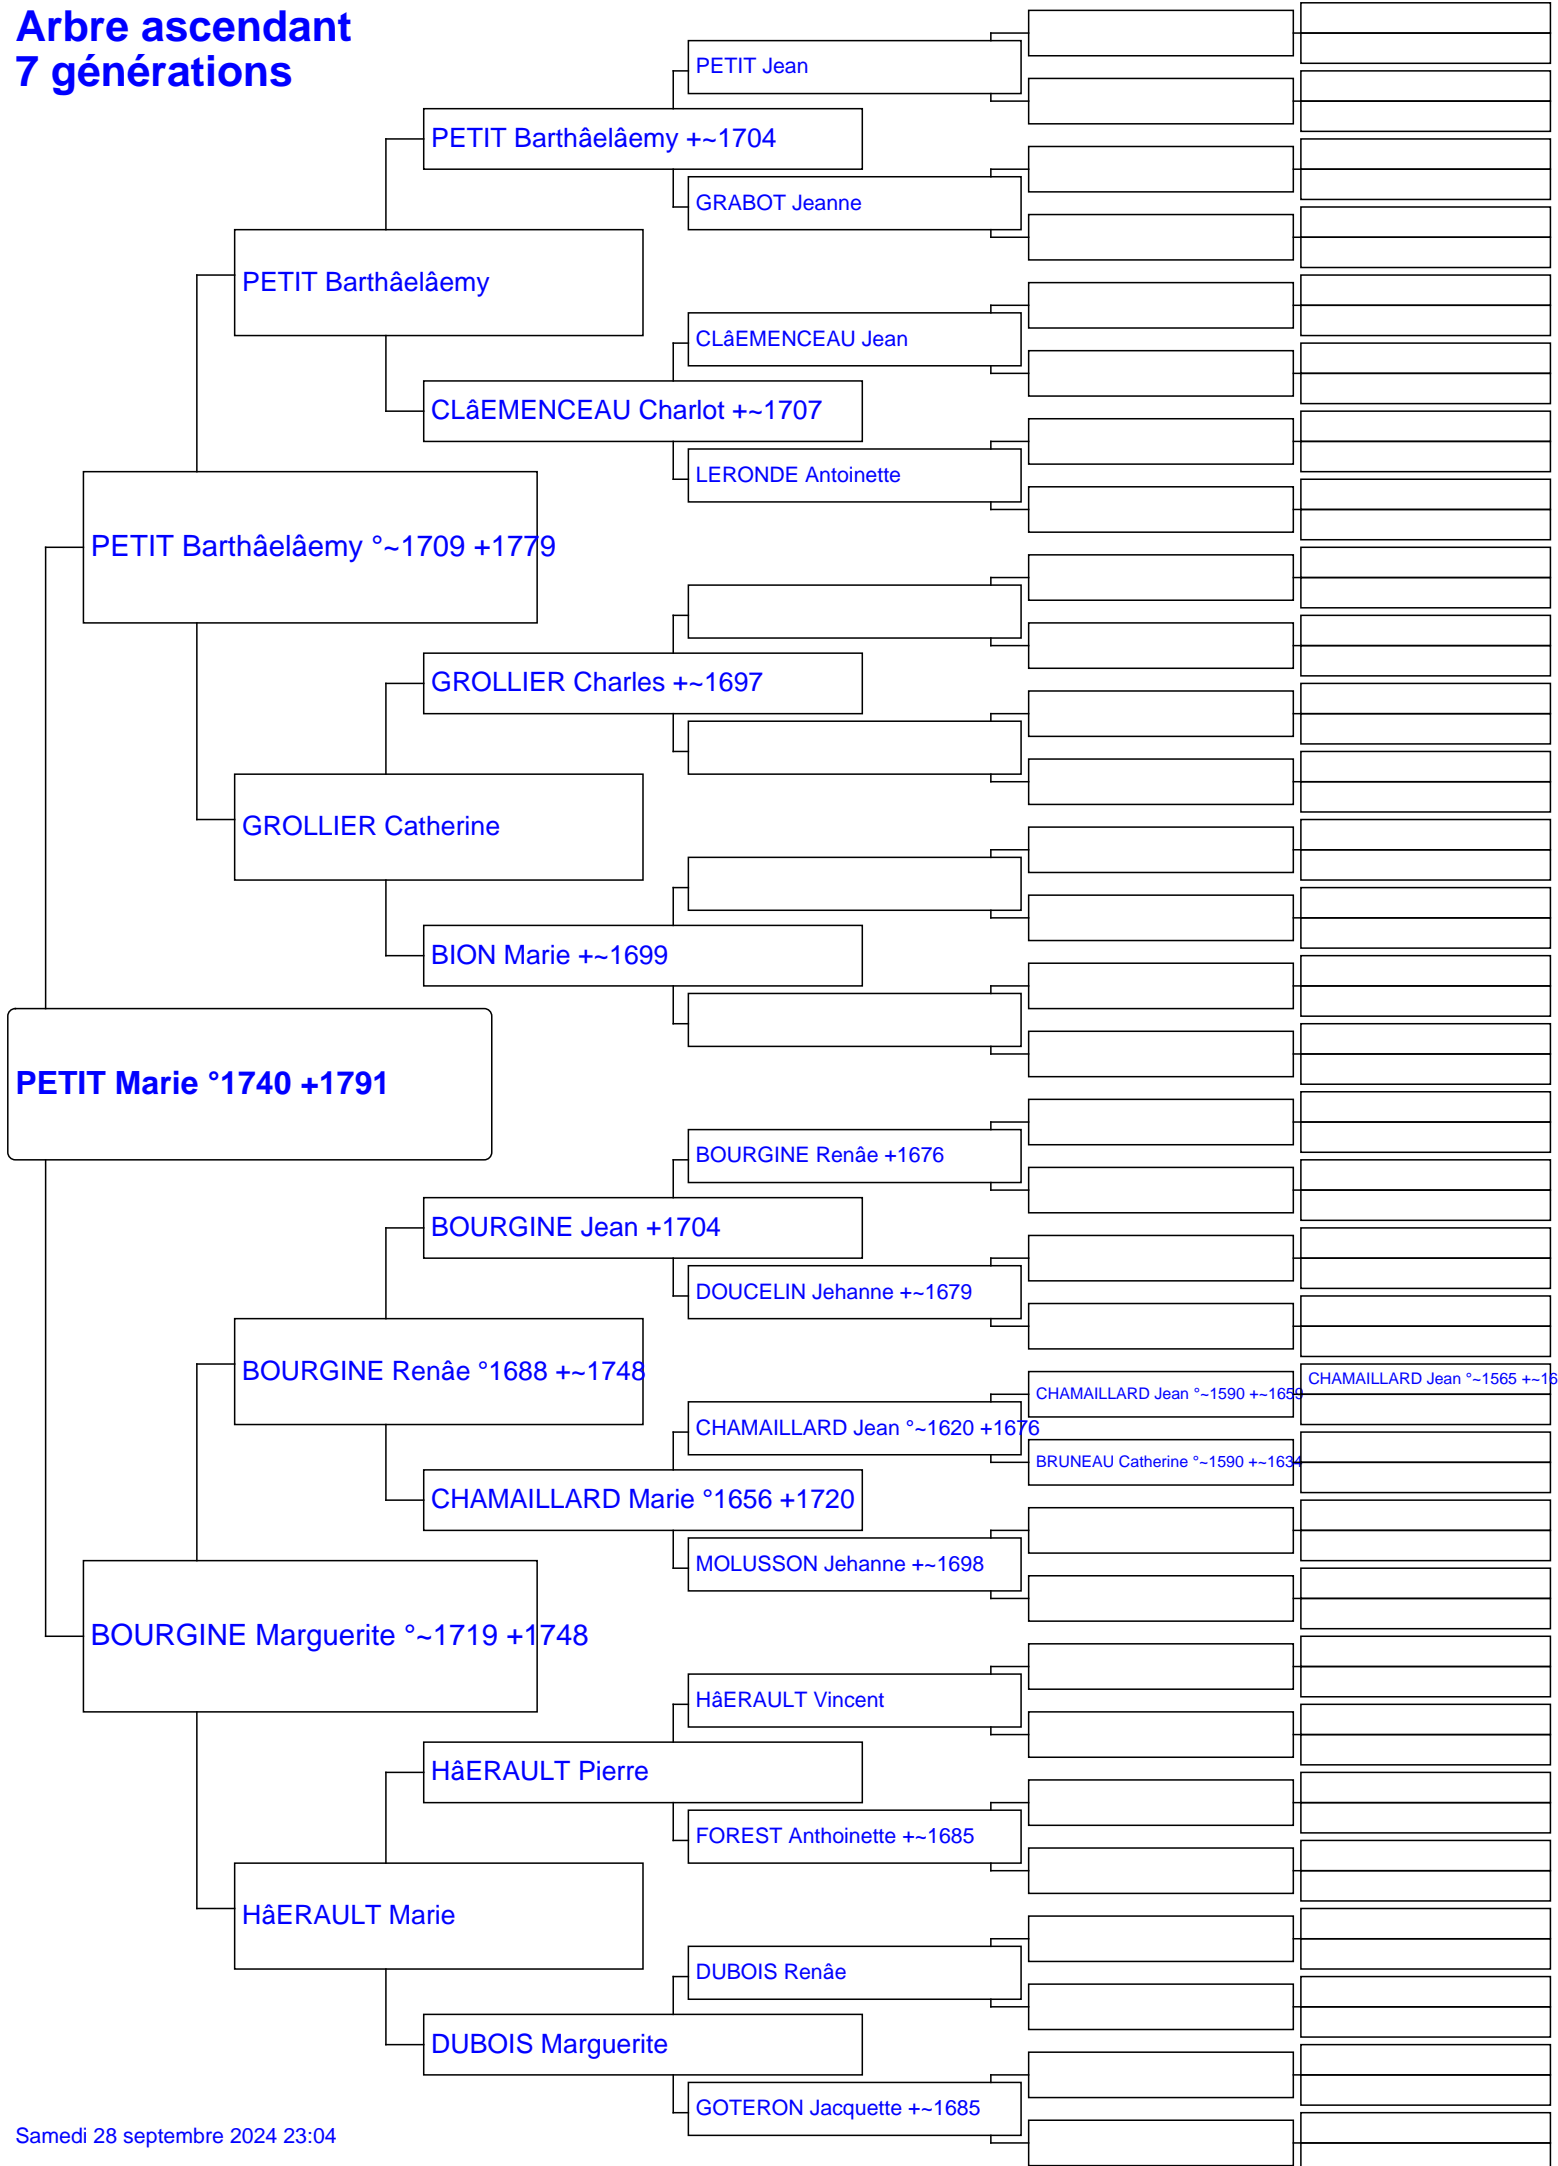 Arbre ascendant
7 générations
PETIT Jean
PETIT Barthâelâemy +~1704
GRABOT Jeanne
PETIT Barthâelâemy
CLâEMENCEAU Jean
CLâEMENCEAU Charlot +~1707
LERONDE Antoinette
PETIT Barthâelâemy °~1709 +1779
GROLLIER Charles +~1697
GROLLIER Catherine
BION Marie +~1699
PETIT Marie °1740 +1791
BOURGINE Renâe +1676
BOURGINE Jean +1704
DOUCELIN Jehanne +~1679
BOURGINE Renâe °1688 +~1748
CHAMAILLARD Jean °~1565 +~16
CHAMAILLARD Jean °~1590 +~1659
CHAMAILLARD Jean °~1620 +1676
BRUNEAU Catherine °~1590 +~1634
CHAMAILLARD Marie °1656 +1720
MOLUSSON Jehanne +~1698
BOURGINE Marguerite °~1719 +1748
HâERAULT Vincent
HâERAULT Pierre
FOREST Anthoinette +~1685
HâERAULT Marie
DUBOIS Renâe
DUBOIS Marguerite
GOTERON Jacquette +~1685
Samedi 28 septembre 2024 23:04